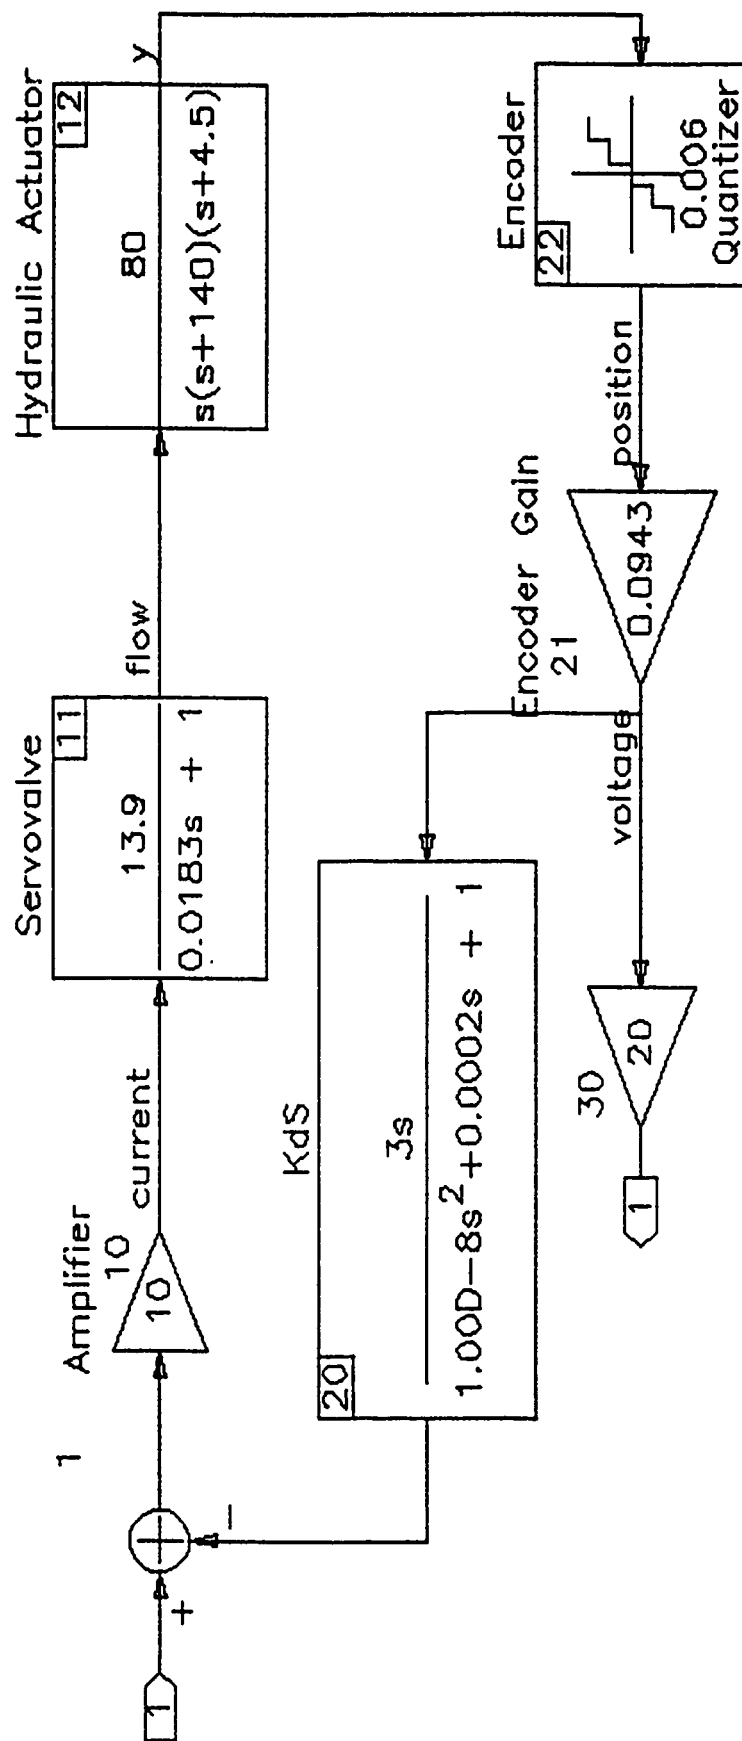 1
+
-
1
Amplifier
10
10
current
Servovalve
11
13.9
0.0183s + 1
flow
Hydraulic Actuator
12
80
s(s+140)(s+4.5)
y
KdS
20
3s
1.00D-8s²+0.0002s + 1
Encoder Gain
21
0.0943
voltage
position
Encoder
22
0.006
Quantizer
30
20
1